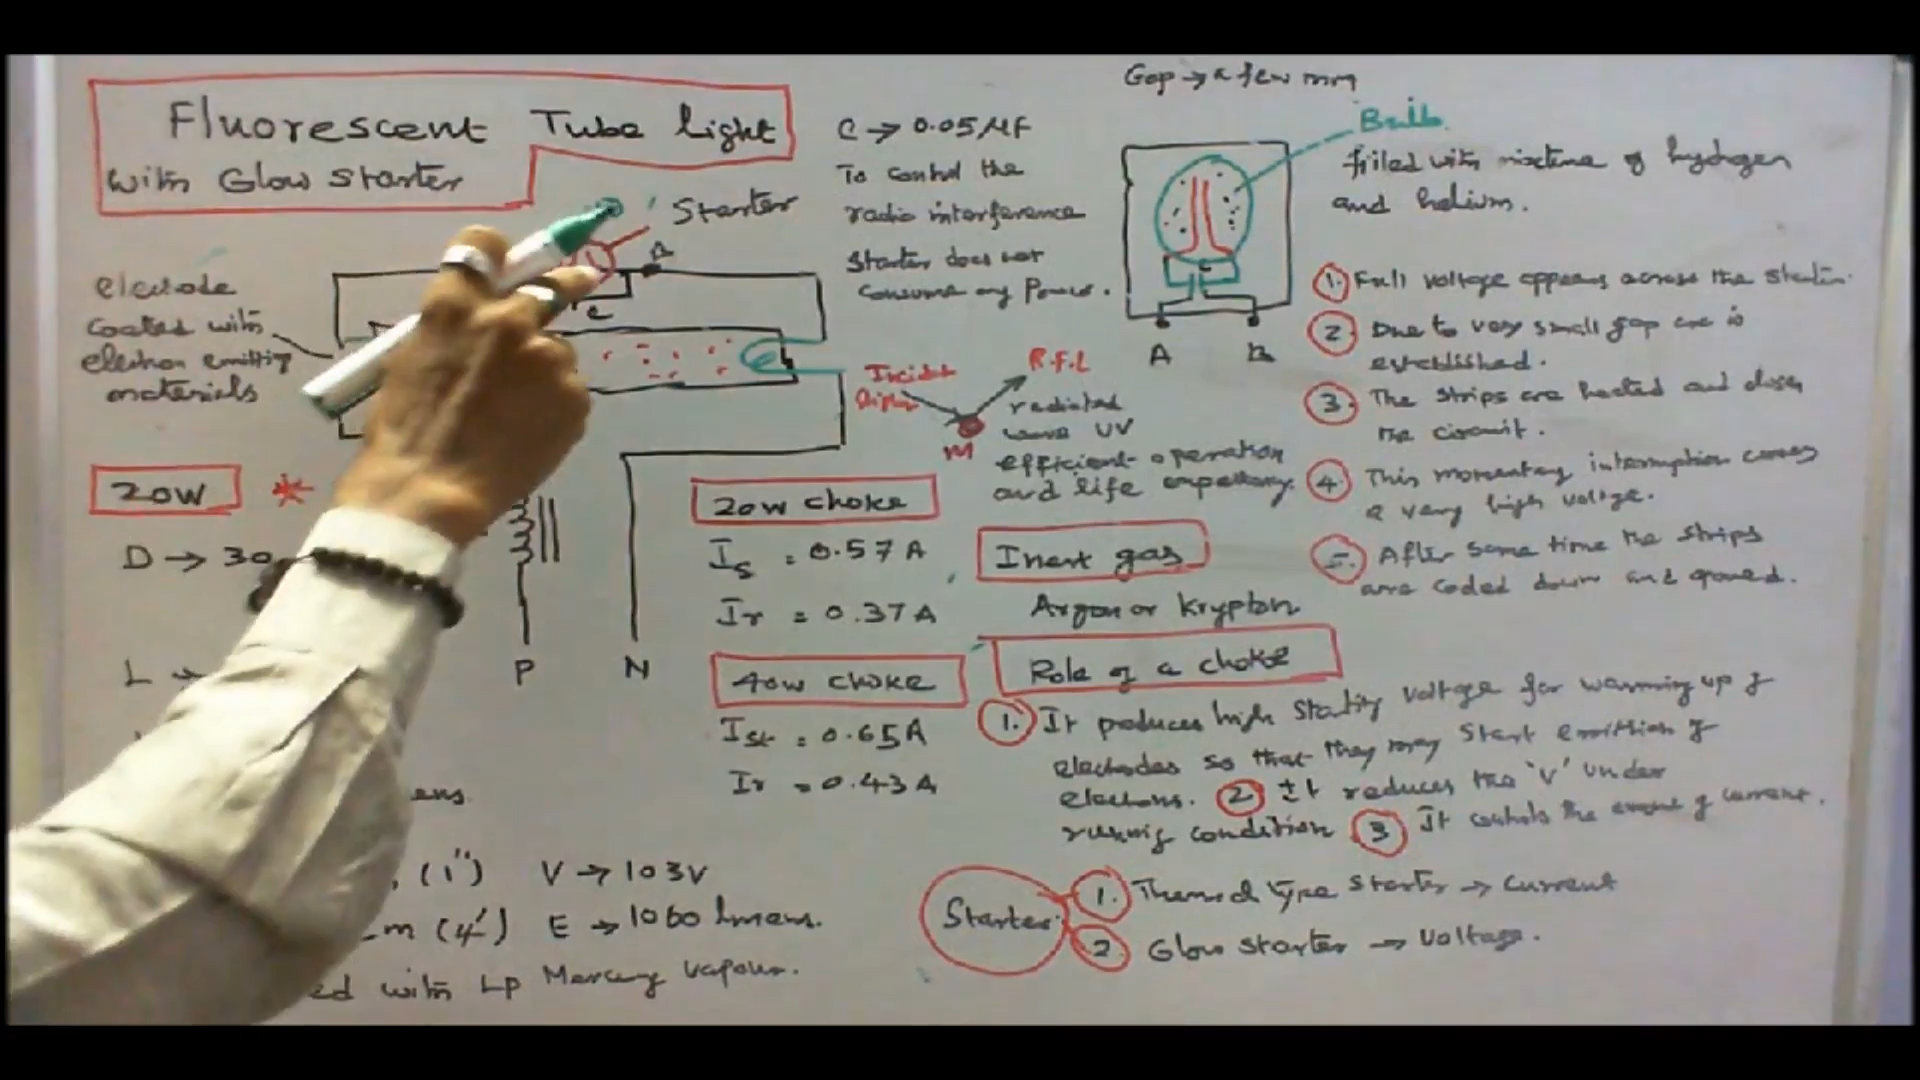 Fluorescent Tube light
with Glow starter
Starter
A
C
electrode
coated with
electron emitting
materials
20W
D → 30
L →
P
N
ens
(1")
V → 103V
m (4')
E → 1060 lumens.
ed with LP Mercury vapour.
C → 0.05 μF
To control the
radio interference
Starter does not
consume any power.
Incident
R.F.L
M
radiated
wave UV
efficient operation
and life expectancy.
20W choke
Is = 0.57 A
Ir = 0.37 A
40W choke
Ist = 0.65 A
Ir = 0.43 A
Inert gas
Argon or Krypton
Gap → a few mm
Bulb
filled with mixture of hydrogen
and helium.
A
B
1. Full voltage appears across the starter.
2. Due to very small gap arc is
established.
3. The strips are heated and closes
the circuit.
4. This momentary interruption causes
a very high voltage.
5. After some time the strips
are cooled down and opened.
Role of a choke
1. It produces high starting voltage for warming up of
electrodes so that they may start emission of
electrons. 2 It reduces the 'V' under
running condition 3 It controls the amount of current.
Starter
1. Thermal type starter → current
2. Glow starter → voltage.